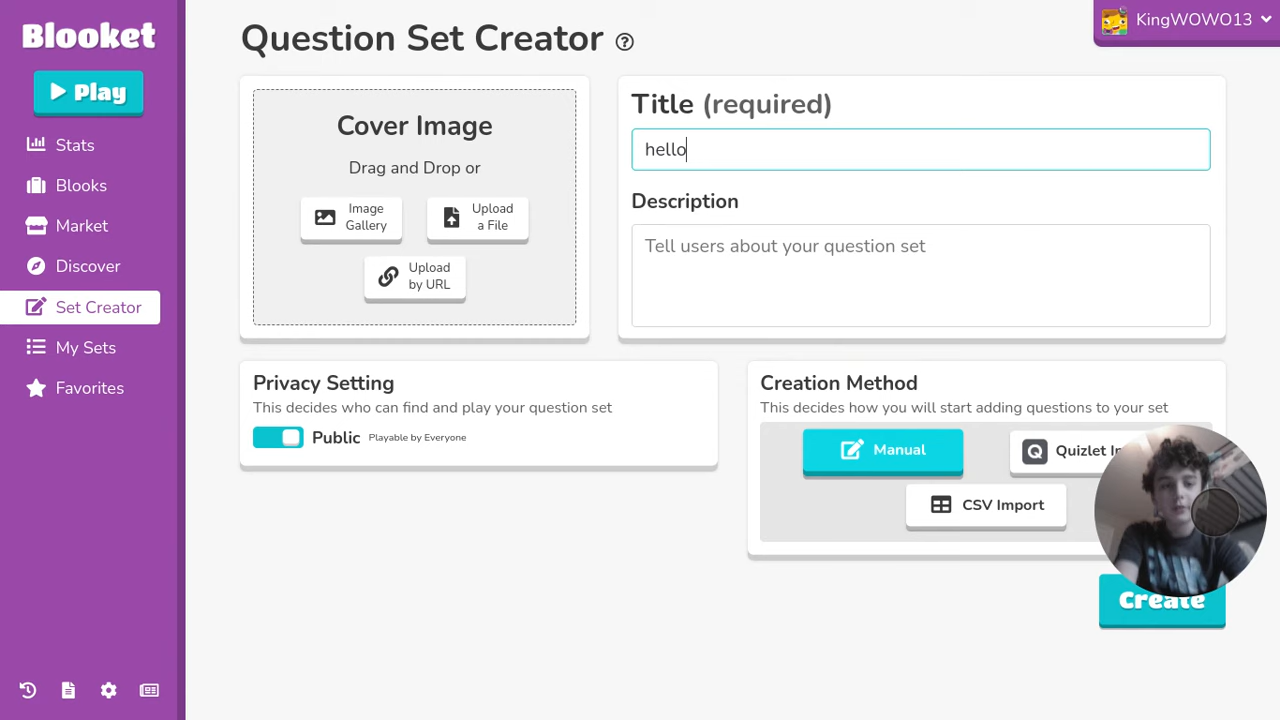 Blooket
Play
Stats
Blooks
Market
Discover
Set Creator
My Sets
Favorites
Question Set Creator ?
KingWOWO13
Cover Image
Drag and Drop or
Image
Gallery
Upload
a File
Upload
by URL
Title (required)
hello
Description
Tell users about your question set
Privacy Setting
This decides who can find and play your question set
Public Playable by Everyone
Creation Method
This decides how you will start adding questions to your set
Manual
Q Quizlet
CSV Import
Create